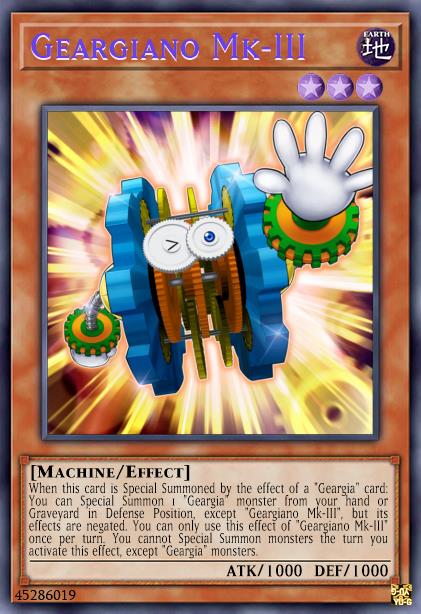 Geargiano Mk-III
EARTH
地
[Machine/Effect]
When this card is Special Summoned by the effect of a "Geargia" card:
You can Special Summon 1 "Geargia" monster from your hand or
Graveyard in Defense Position, except "Geargiano Mk-III", but its
effects are negated. You can only use this effect of "Geargiano Mk-III"
once per turn. You cannot Special Summon monsters the turn you
activate this effect, except "Geargia" monsters.
ATK/1000 DEF/1000
45286019